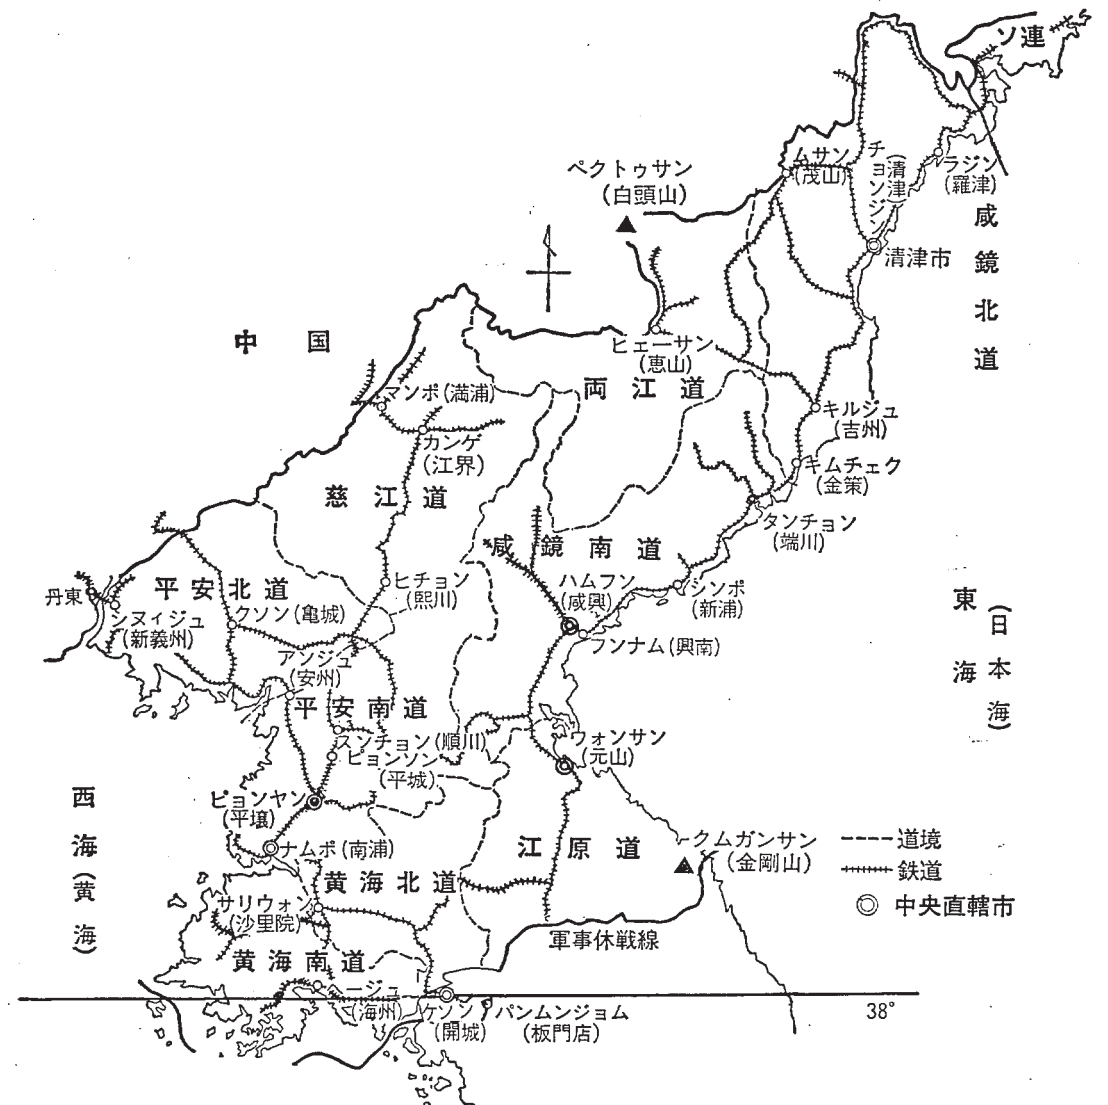 ソ連
ペクトゥサン
(白頭山)
ムサン
(茂山)
チョンジン
(清津)
ラジン
(羅津)
清津市
咸鏡北道
中国
ヒェーサン
(恵山)
両江道
マンポ(満浦)
カンゲ
(江界)
キルジュ
(吉州)
キムチェク
(金策)
慈江道
タンチョン
(端川)
咸鏡南道
平安北道
丹東
シヌィジュ
(新義州)
クソン(亀城)
ヒチョン
(煕川)
ハムフン
(咸興)
シンポ
(新浦)
フンナム(興南)
東海
(日本海)
アンジュ
(安州)
平安南道
スンチョン(順川)
ピョンソン
(平城)
ウォンサン
(元山)
西海(黄海)
ピョンヤン
(平壌)
ナムポ(南浦)
江原道
クムガンサン
(金剛山)
道境
鉄道
中央直轄市
黄海北道
サリウォン
(沙里院)
軍事休戦線
黄海南道
ヘージュ
(海州)
ケソン
(開城)
パンムンジョム
(板門店)
38°